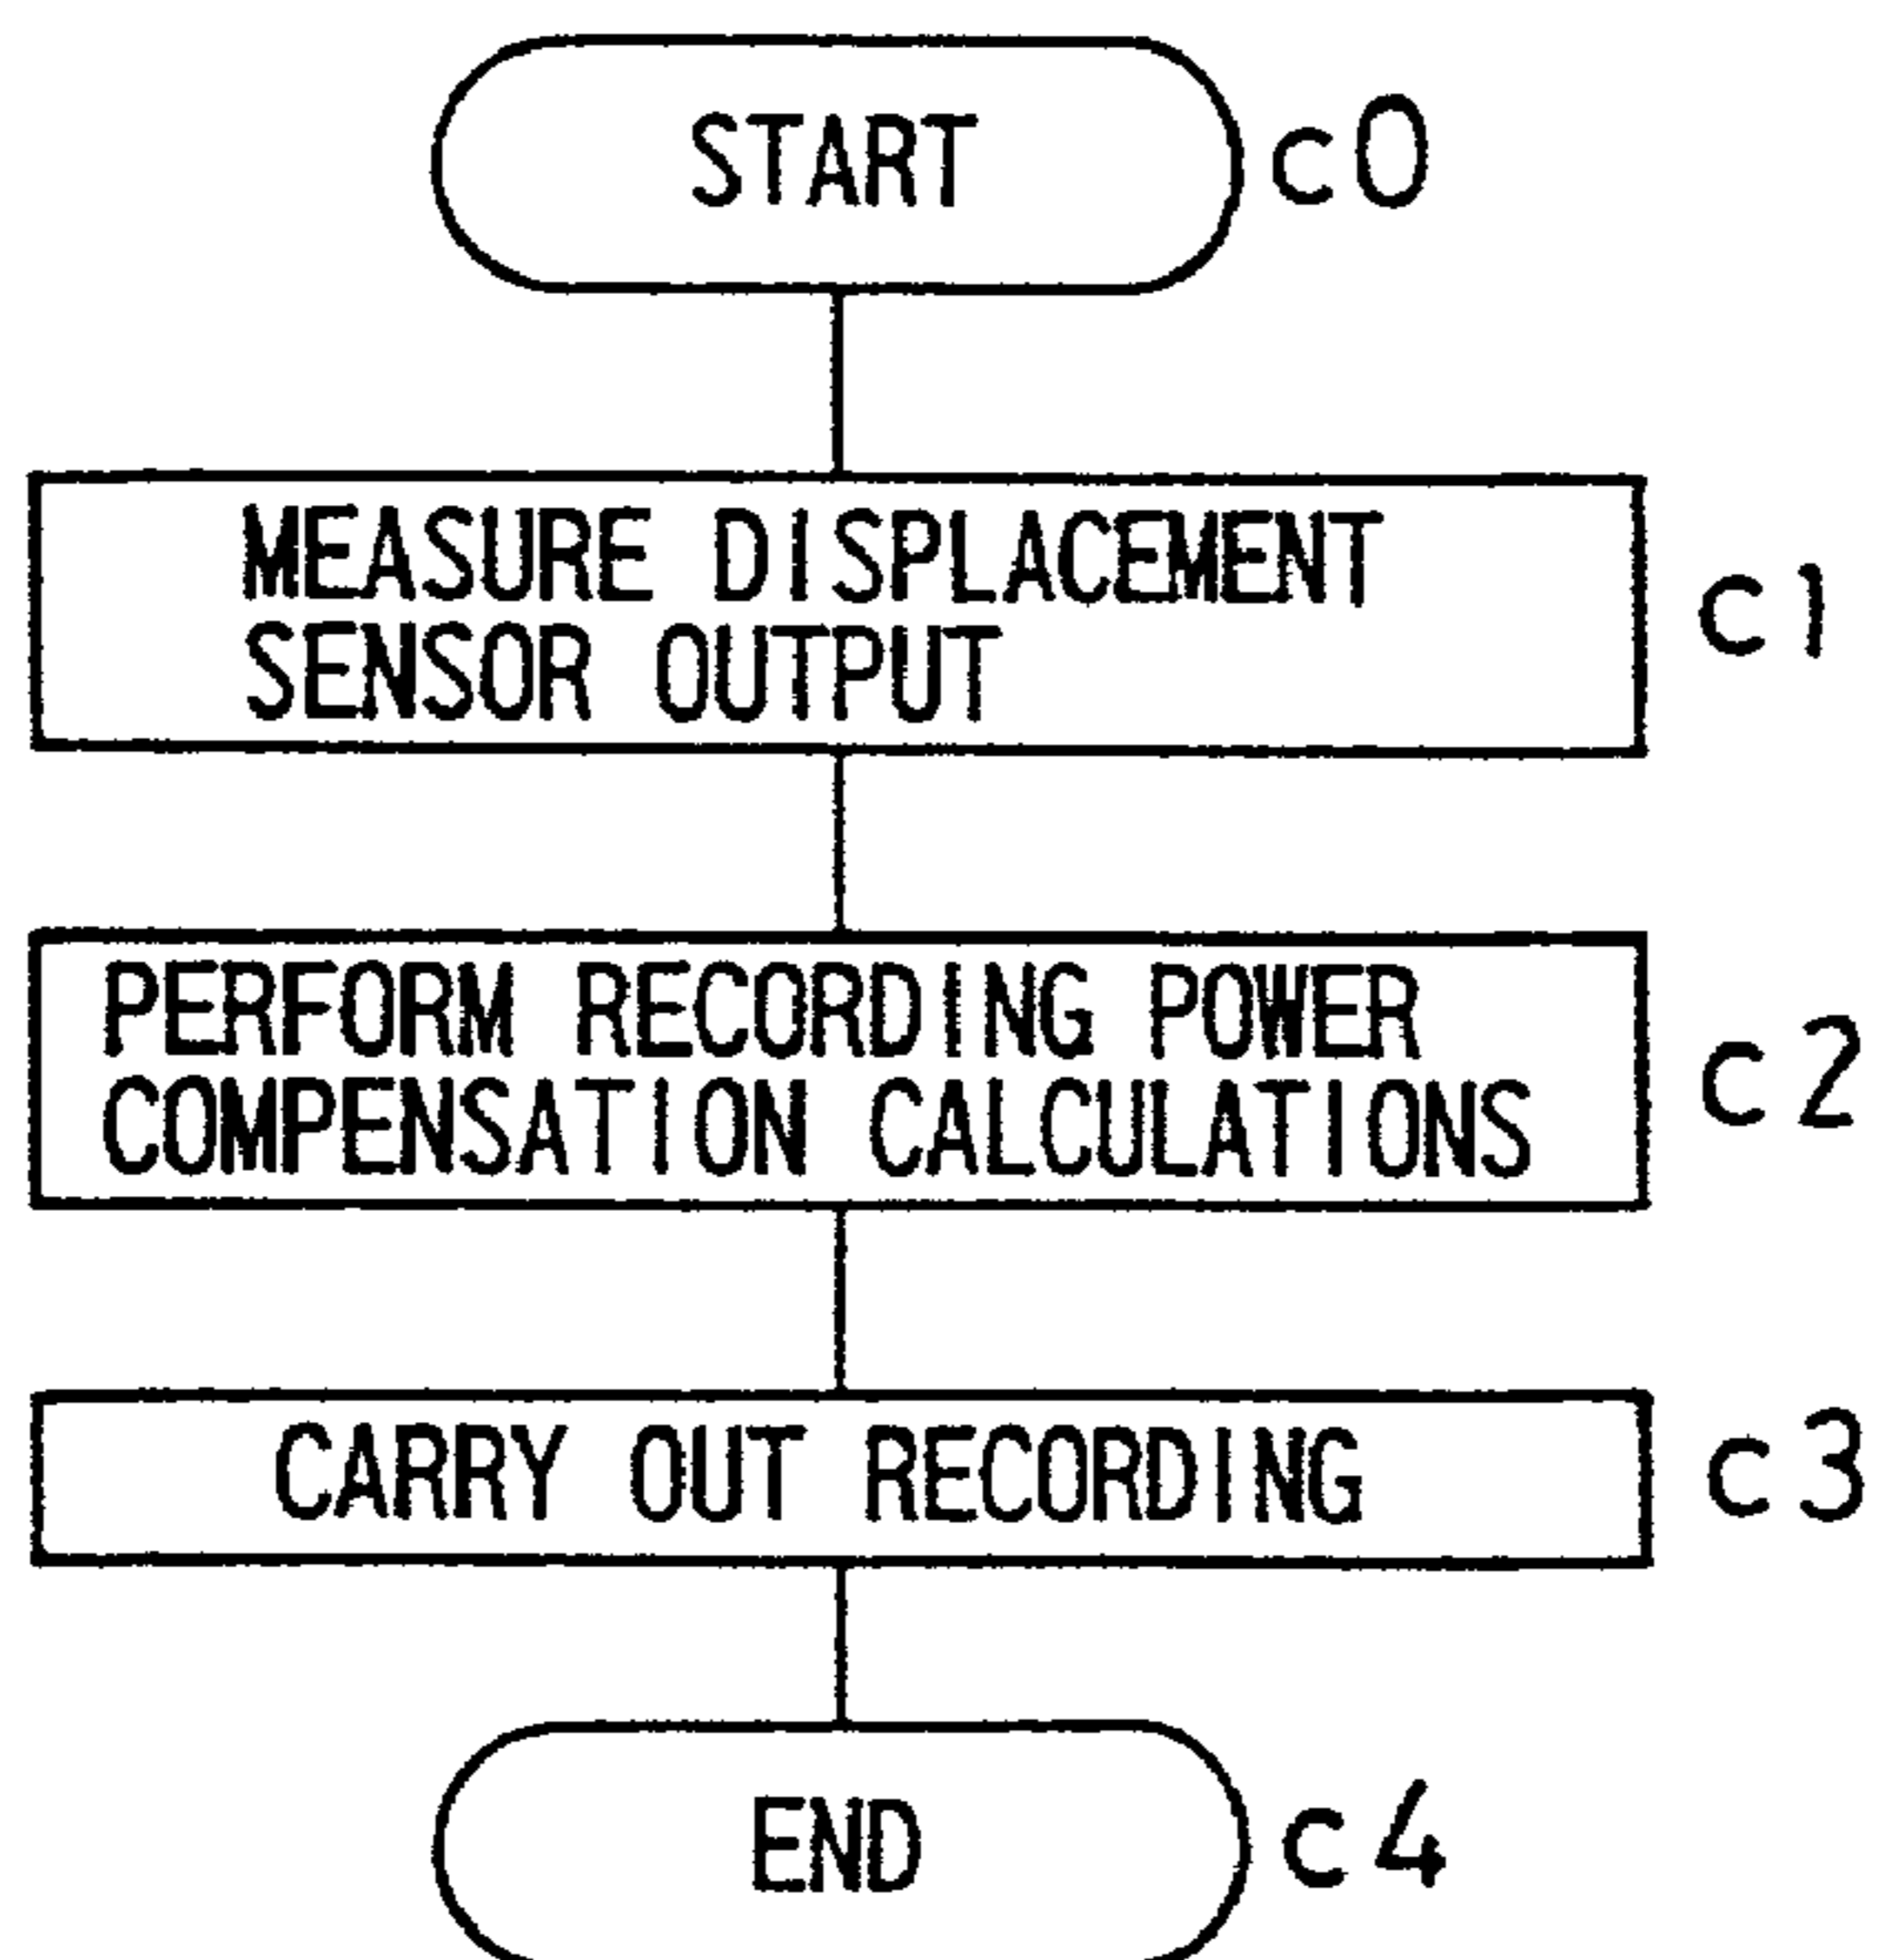 START c0
MEASURE DISPLACEMENT
SENSOR OUTPUT
c1
PERFORM RECORDING POWER
COMPENSATION CALCULATIONS
c2
CARRY OUT RECORDING c3
END c4